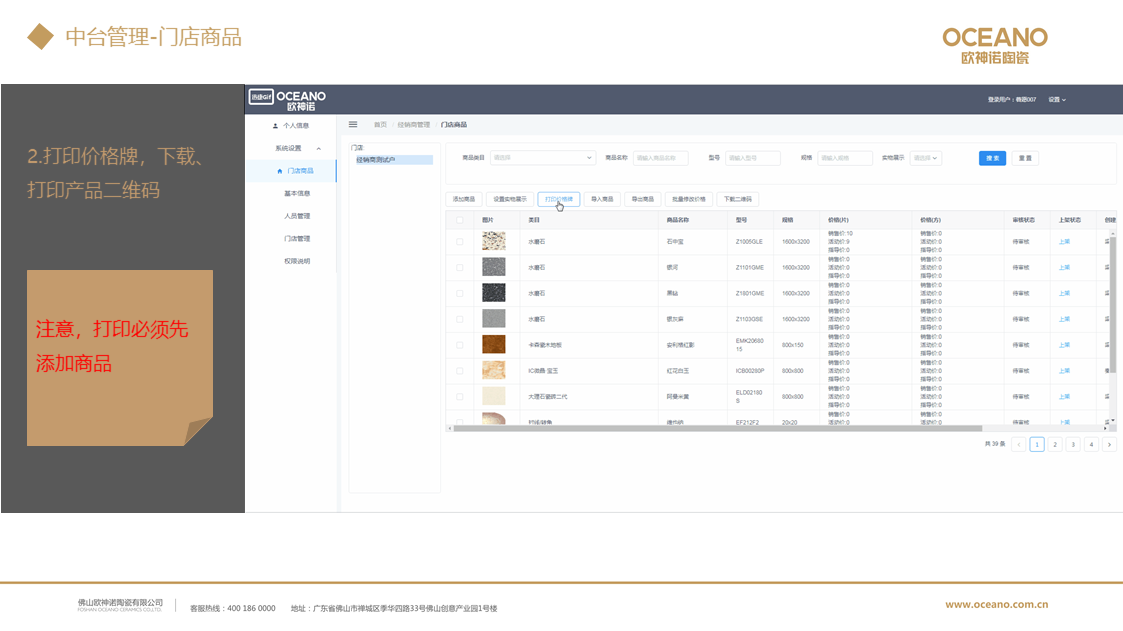 中台管理-门店商品
OCEANO
欧神诺陶瓷
2.打印价格牌，下载、
打印产品二维码
注意，打印必须先
添加商品
迅捷Gif
OCEANO
欧神诺
设置
个人信息
系统设置
门店商品
基本信息
人员管理
门店管理
权限说明
首页 / 经销商管理 / 门店商品
门店
经销商测试户
商品类目 请选择 商品名称 请输入商品名称 型号 请输入型号 规格 请输入规格 实地展示 请选择 搜索 重置
添加商品 设置实地展示 打印价格牌 导入商品 导出商品 批量修改价格 下载二维码
图片 类目 商品名称 型号 规格 价格(片) 价格(方) 审核状态 上架状态 创建
水磨石 石中宝 Z10050GLE 1600x3200 待审核 上架
销售价:10 销售价:0
活动价:9 活动价:0
指导价:0 指导价:0
水磨石 银河 Z1101GME 1600x3200 待审核 上架
销售价:0 销售价:0
活动价:0 活动价:0
指导价:0 指导价:0
水磨石 黑钻 Z1801GME 1600x3200 待审核 上架
销售价:0 销售价:0
活动价:0 活动价:0
指导价:0 指导价:0
水磨石 银灰麻 Z1103GSE 1600x3200 待审核 上架
销售价:0 销售价:0
活动价:0 活动价:0
指导价:0 指导价:0
卡森瓷木地板 安利格红影 EMK20680
15 800x150 待审核 上架
销售价:0 销售价:0
活动价:0 活动价:0
指导价:0 指导价:0
IC微晶·宝玉 红花白玉 ICB00280P 800x800 待审核 上架
销售价:0 销售价:0
活动价:0 活动价:0
指导价:0 指导价:0
大理石瓷砖二代 阿曼米黄 ELD02180
S 800x800 待审核 上架
销售价:0 销售价:0
活动价:0 活动价:0
指导价:0 指导价:0
EF212F2 20x20 待审核 上架
销售价:0 销售价:0
活动价:0 活动价:0
共 39 条 1 2 3 4
佛山欧神诺陶瓷有限公司
FOSHAN OCEANO CERAMICS CO.,LTD.
客服热线：400 186 0000 地址：广东省佛山市禅城区季华四路33号佛山创意产业园1号楼
www.oceano.com.cn